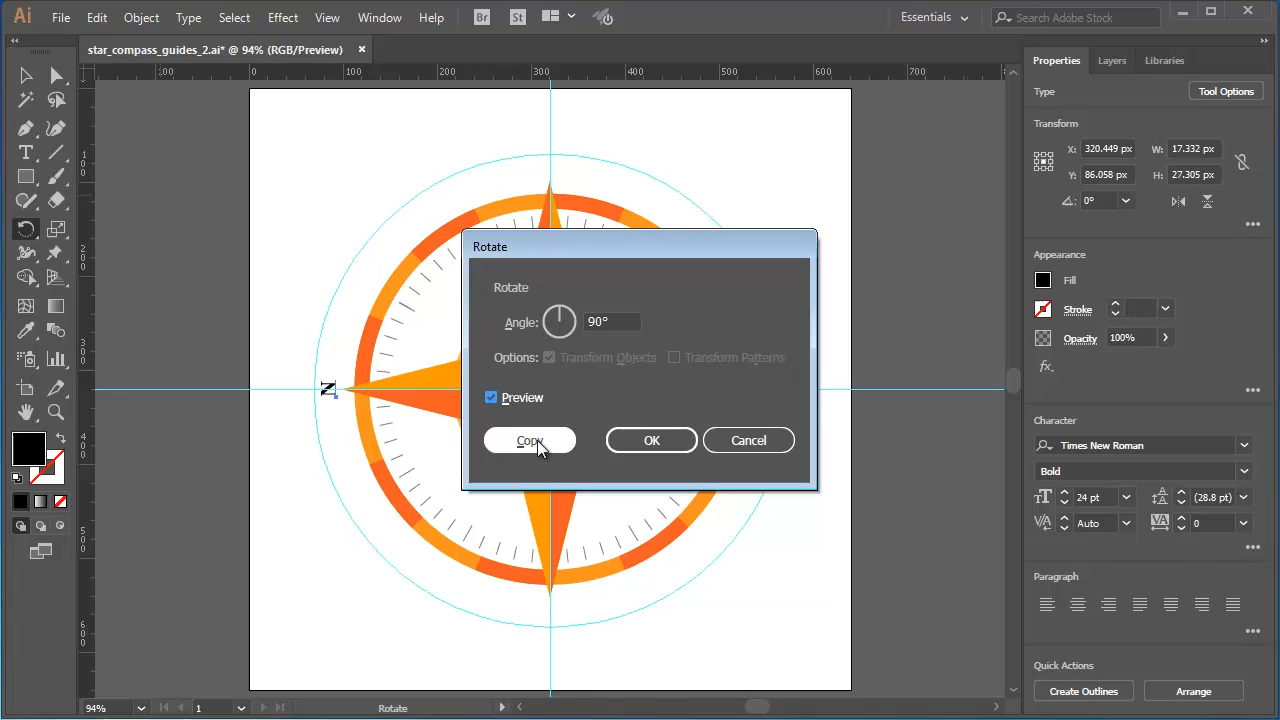 Ai File Edit Object Type Select Effect View Window Help Br St Essentials Search Adobe Stock
star_compass_guides_2.ai* @ 94% (RGB/Preview) ×
100 0 100 200 300 400 500 600 700
100
200
300
400
500
600
N
Rotate
Rotate
Angle: 90°
Options: Transform Objects Transform Patterns
Preview
Copy OK Cancel
94% 1 Rotate
Properties Layers Libraries
Type Tool Options
Transform
X: 320.449 px W: 17.332 px
Y: 86.058 px H: 27.305 px
0°
Appearance
Fill
Stroke
Opacity 100%
fx.
Character
Times New Roman
Bold
24 pt (28.8 pt)
Auto 0
Paragraph
Quick Actions
Create Outlines Arrange